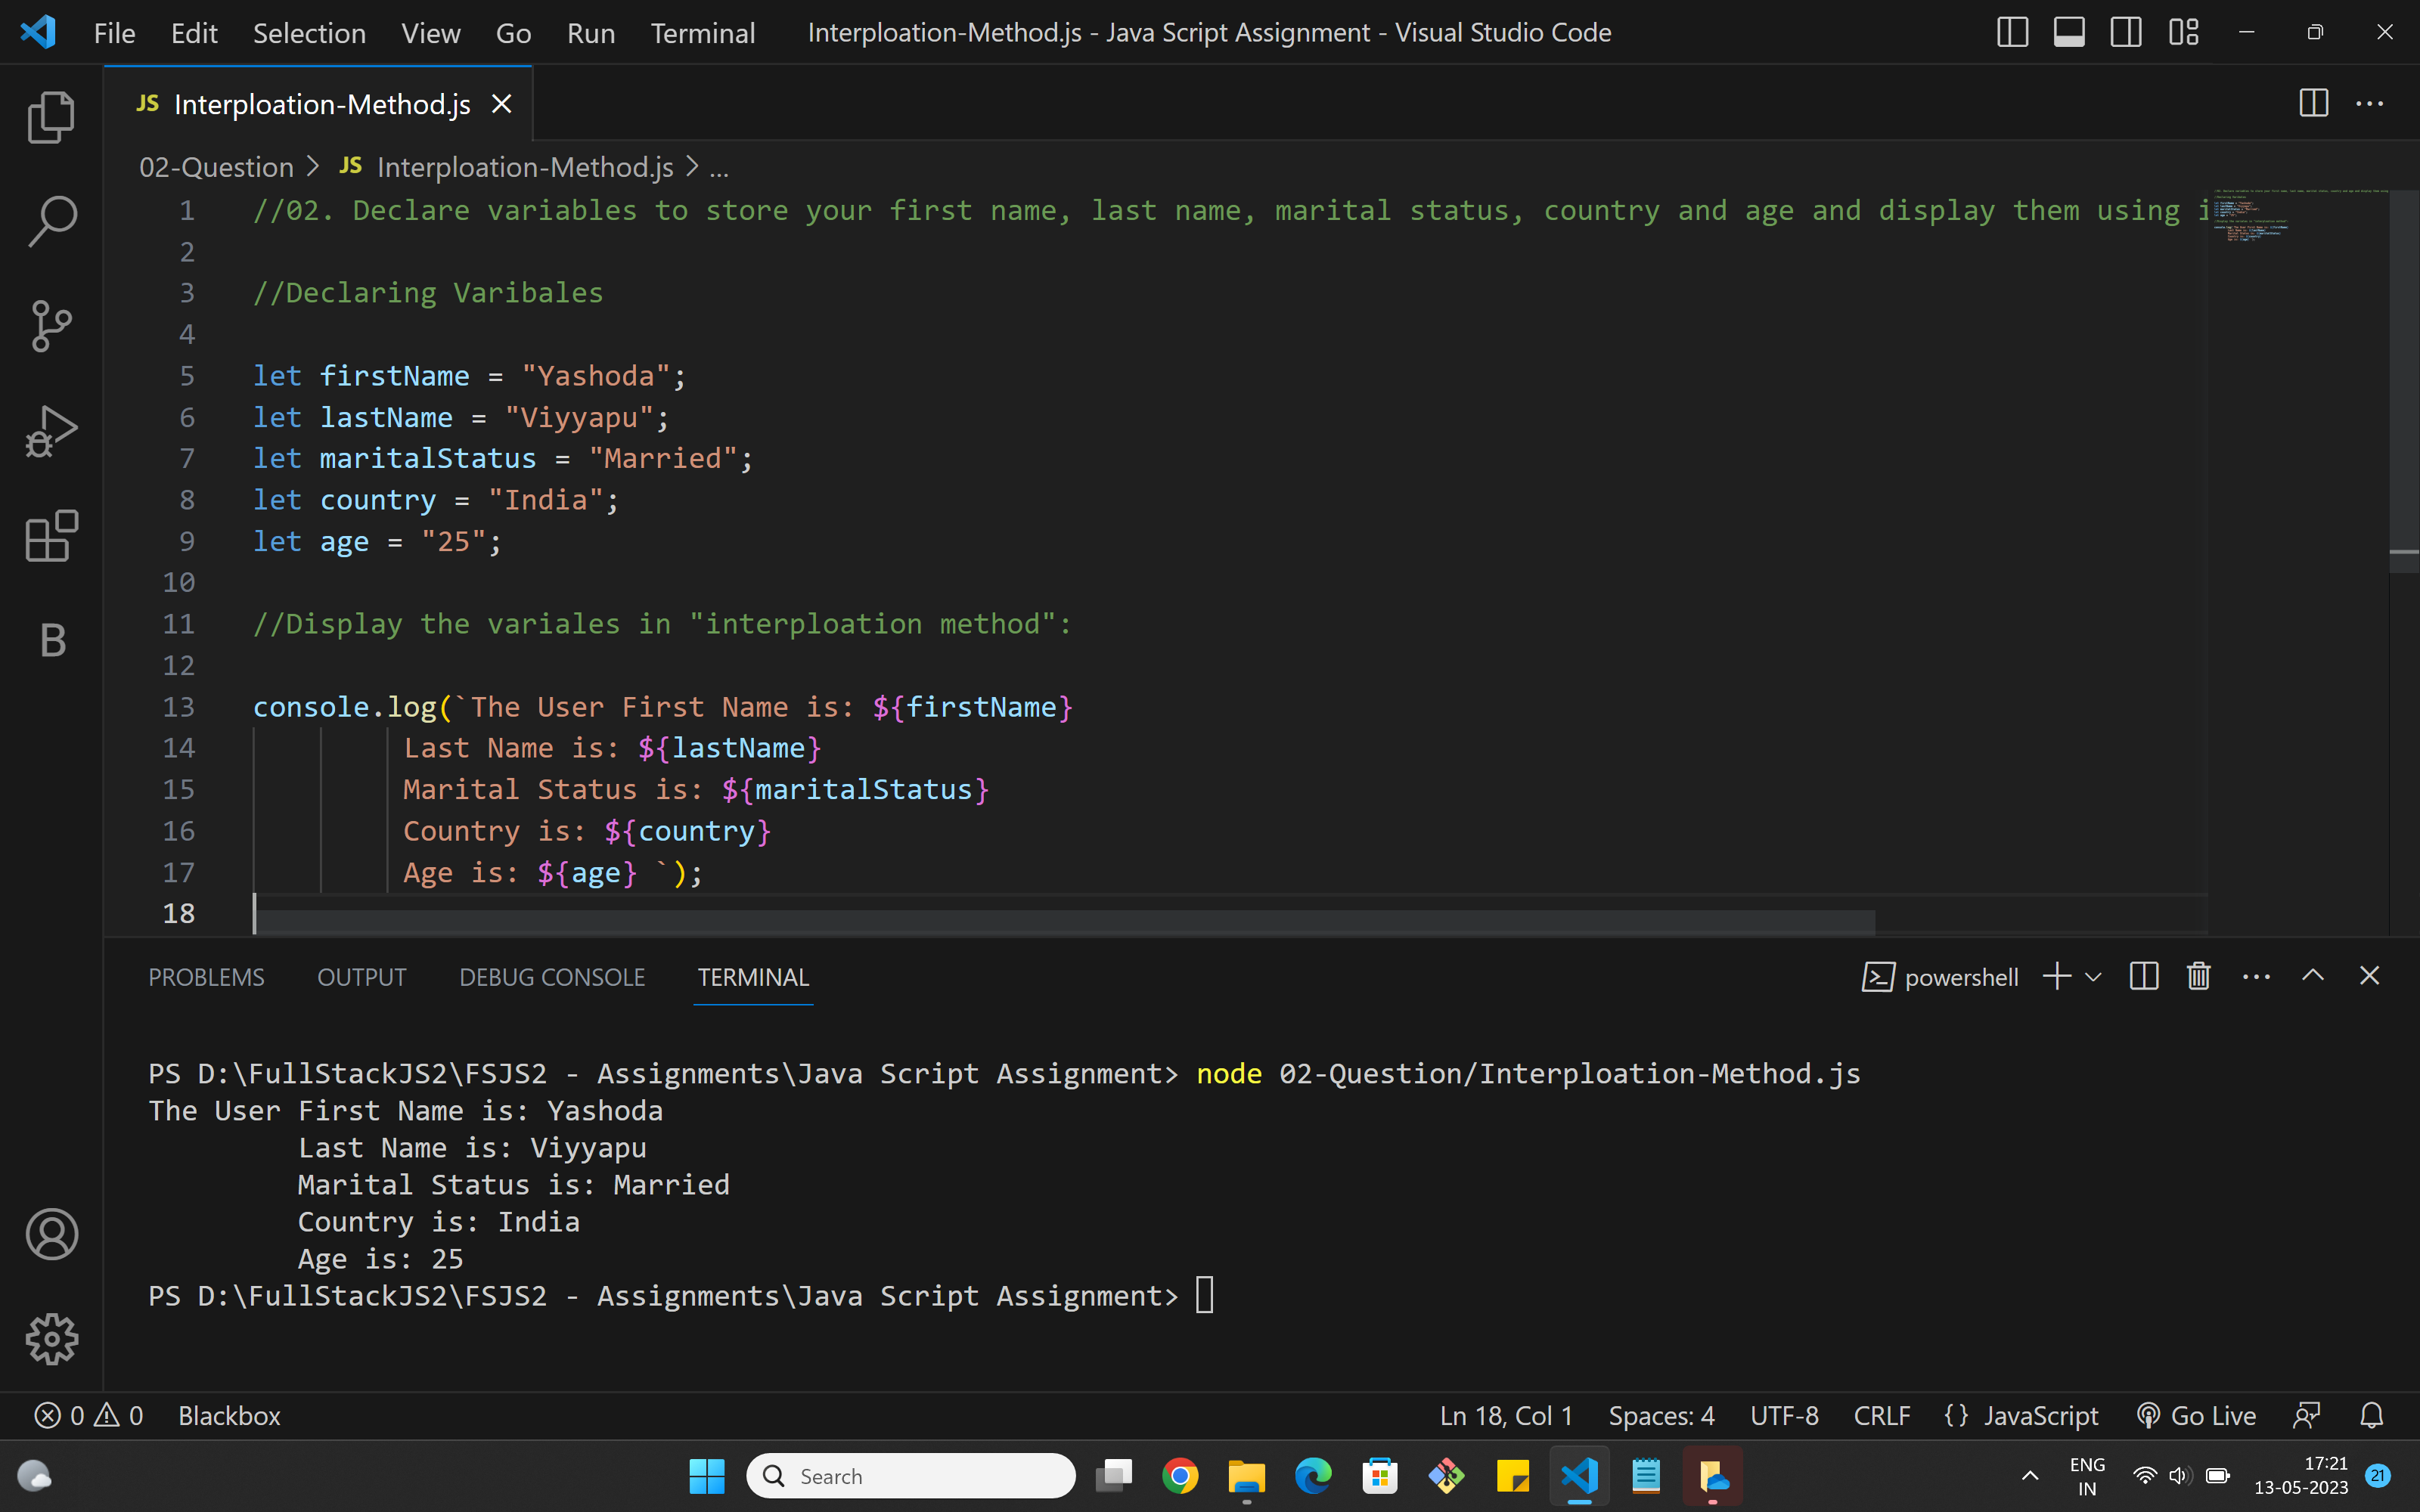 File Edit Selection View Go Run Terminal Interploation-Method.js - Java Script Assignment - Visual Studio Code
JS Interploation-Method.js
02-Question > JS Interploation-Method.js > ...
1 //02. Declare variables to store your first name, last name, marital status, country and age and display them using i
2
3 //Declaring Varibales
4
5 let firstName = "Yashoda";
6 let lastName = "Viyyapu";
7 let maritalStatus = "Married";
8 let country = "India";
9 let age = "25";
10
11 //Display the variales in "interploation method":
12
13 console.log(`The User First Name is: ${firstName}
14 Last Name is: ${lastName}
15 Marital Status is: ${maritalStatus}
16 Country is: ${country}
17 Age is: ${age} `);
18
B
PROBLEMS OUTPUT DEBUG CONSOLE TERMINAL powershell
PS D:\FullStackJS2\FSJS2 - Assignments\Java Script Assignment> node 02-Question/Interploation-Method.js
The User First Name is: Yashoda
Last Name is: Viyyapu
Marital Status is: Married
Country is: India
Age is: 25
PS D:\FullStackJS2\FSJS2 - Assignments\Java Script Assignment>
0 0 Blackbox Ln 18, Col 1 Spaces: 4 UTF-8 CRLF {} JavaScript Go Live
Search
ENG
IN
17:21
13-05-2023
21